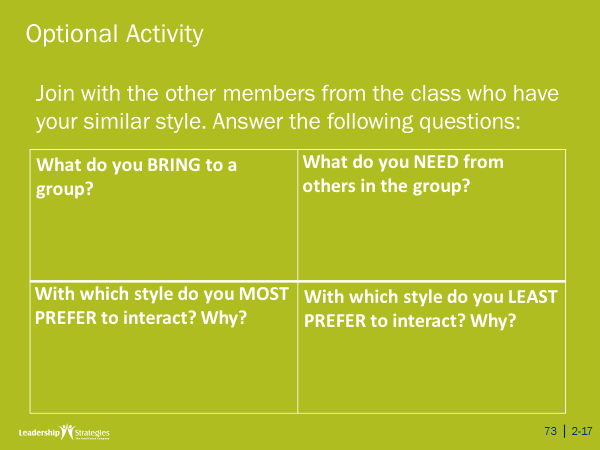 Optional Activity
Join with the other members from the class who have
your similar style. Answer the following questions:
What do you BRING to a
group?
What do you NEED from
others in the group?
With which style do you MOST
PREFER to interact? Why?
With which style do you LEAST
PREFER to interact? Why?
Leadership Strategies
73 | 2-17